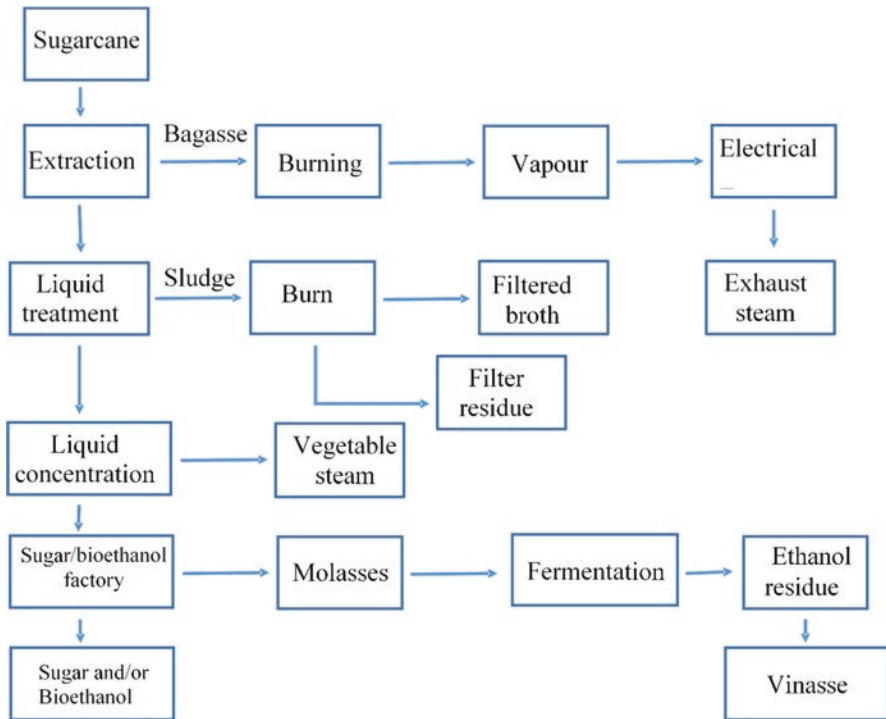 Sugarcane
Extraction
Bagasse
Burning
Vapour
Electrical
Liquid
treatment
Sludge
Burn
Filtered
broth
Exhaust
steam
Filter
residue
Liquid
concentration
Vegetable
steam
Sugar/bioethanol
factory
Molasses
Fermentation
Ethanol
residue
Sugar and/or
Bioethanol
Vinasse